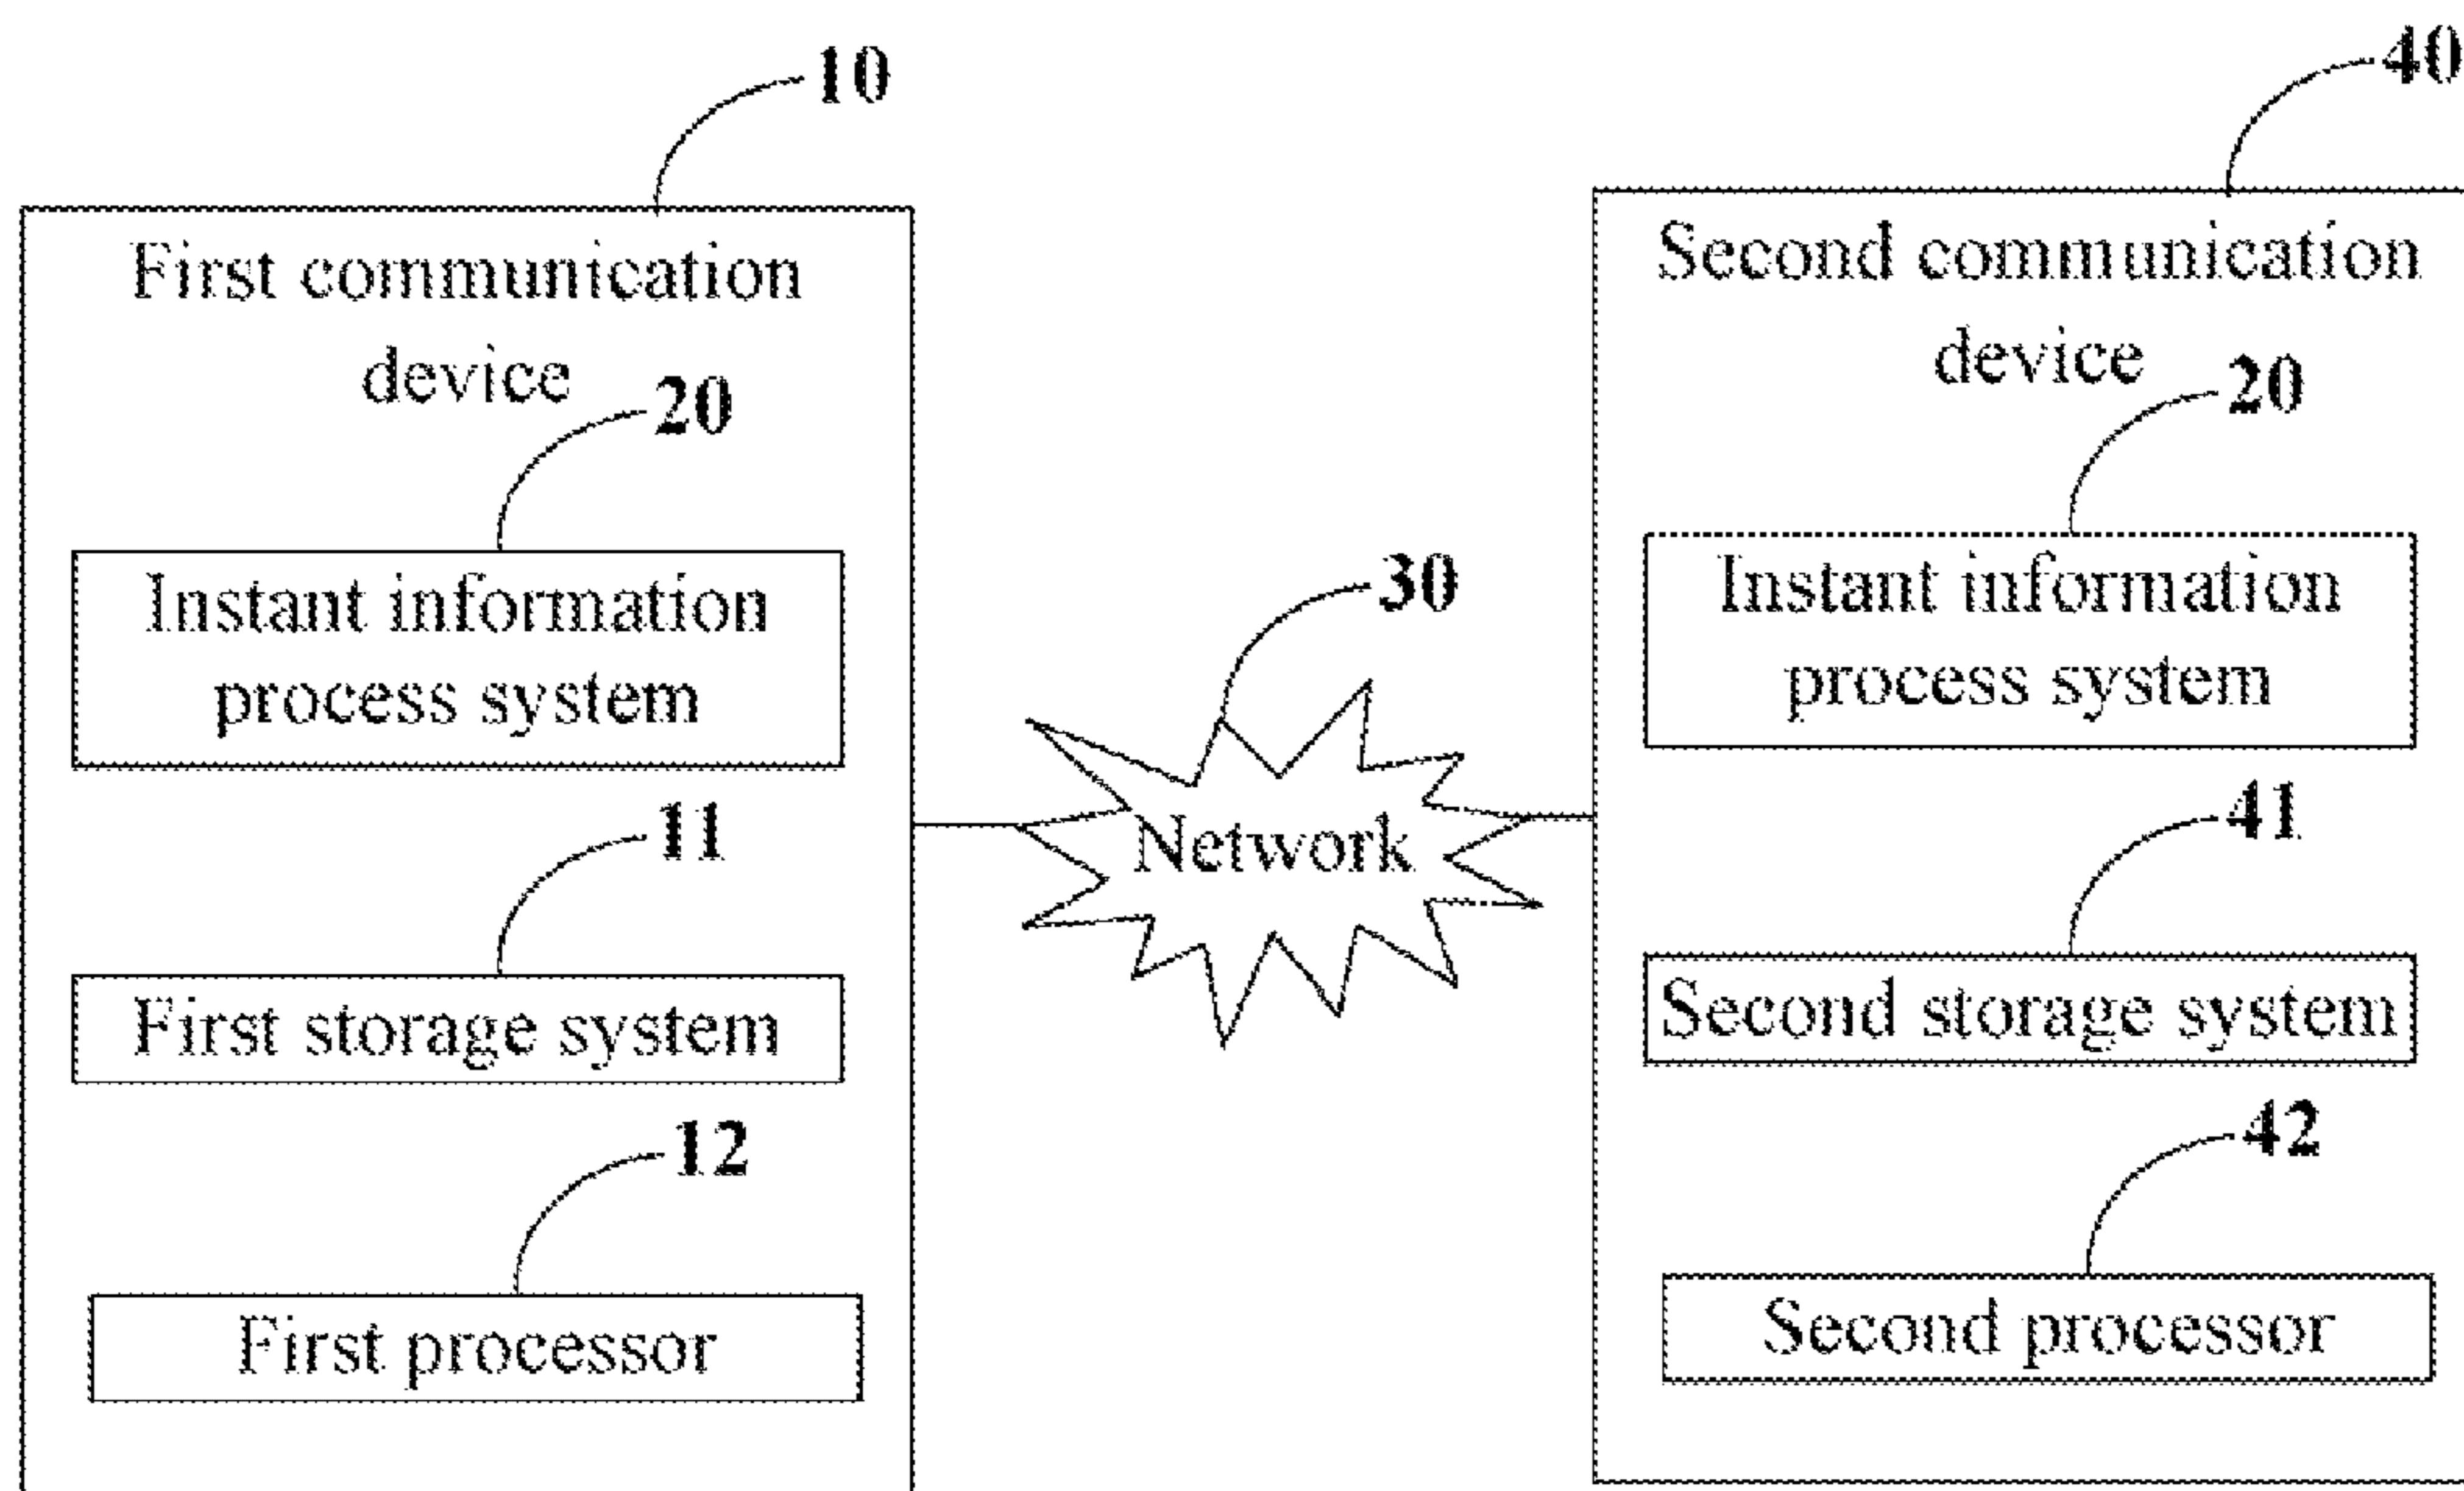 10
First communication
device
20
Instant information
process system
11
First storage system
12
First processor
30
Network
40
Second communication
device
20
Instant information
process system
41
Second storage system
42
Second processor